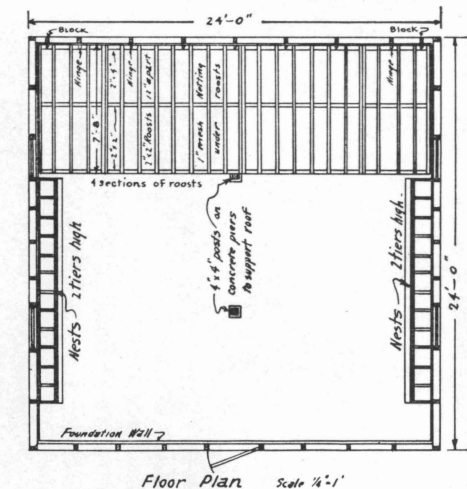 24'-0"
Block
Block
Hinge
7'-8"
2'-4"
2"x2"
Hinge
2"x2" Roosts 12" apart
1" mesh
Netting
under
roosts
Hinge
4 sections of roosts
4"x4" posts on
concrete piers
to support roof
Nests 2 tiers high
Nests 2 tiers high
24'-0"
Foundation Wall
Floor Plan Scale ¼"-1'